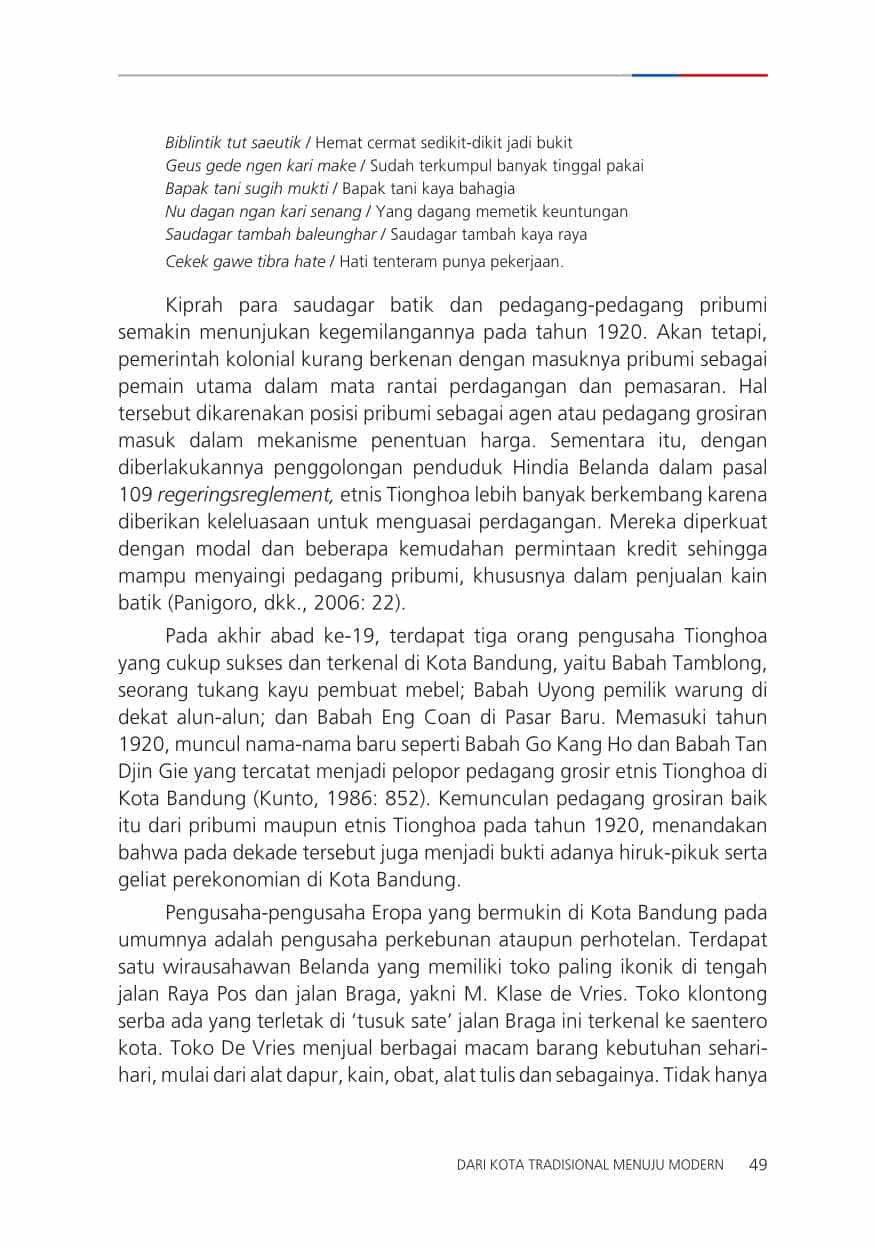 Biblintik tut saeutik / Hemat cermat sedikit-dikit jadi bukit
Geus gede ngen kari make / Sudah terkumpul banyak tinggal pakai
Bapak tani sugih mukti / Bapak tani kaya bahagia
Nu dagan ngan kari senang / Yang dagang memetik keuntungan
Saudagar tambah baleunghar / Saudagar tambah kaya raya
Cekek gawe tibra hate / Hati tenteram punya pekerjaan.
Kiprah para saudagar batik dan pedagang-pedagang pribumi
semakin menunjukan kegemilangannya pada tahun 1920. Akan tetapi,
pemerintah kolonial kurang berkenan dengan masuknya pribumi sebagai
pemain utama dalam mata rantai perdagangan dan pemasaran. Hal
tersebut dikarenakan posisi pribumi sebagai agen atau pedagang grosiran
masuk dalam mekanisme penentuan harga. Sementara itu, dengan
diberlakukannya penggolongan penduduk Hindia Belanda dalam pasal
109 regeringsreglement, etnis Tionghoa lebih banyak berkembang karena
diberikan keleluasaan untuk menguasai perdagangan. Mereka diperkuat
dengan modal dan beberapa kemudahan permintaan kredit sehingga
mampu menyaingi pedagang pribumi, khususnya dalam penjualan kain
batik (Panigoro, dkk., 2006: 22).
Pada akhir abad ke-19, terdapat tiga orang pengusaha Tionghoa
yang cukup sukses dan terkenal di Kota Bandung, yaitu Babah Tamblong,
seorang tukang kayu pembuat mebel; Babah Uyong pemilik warung di
dekat alun-alun; dan Babah Eng Coan di Pasar Baru. Memasuki tahun
1920, muncul nama-nama baru seperti Babah Go Kang Ho dan Babah Tan
Djin Gie yang tercatat menjadi pelopor pedagang grosir etnis Tionghoa di
Kota Bandung (Kunto, 1986: 852). Kemunculan pedagang grosiran baik
itu dari pribumi maupun etnis Tionghoa pada tahun 1920, menandakan
bahwa pada dekade tersebut juga menjadi bukti adanya hiruk-pikuk serta
geliat perekonomian di Kota Bandung.
Pengusaha-pengusaha Eropa yang bermukin di Kota Bandung pada
umumnya adalah pengusaha perkebunan ataupun perhotelan. Terdapat
satu wirausahawan Belanda yang memiliki toko paling ikonik di tengah
jalan Raya Pos dan jalan Braga, yakni M. Klase de Vries. Toko klontong
serba ada yang terletak di ‘tusuk sate’ jalan Braga ini terkenal ke saentero
kota. Toko De Vries menjual berbagai macam barang kebutuhan sehari-
hari, mulai dari alat dapur, kain, obat, alat tulis dan sebagainya. Tidak hanya
DARI KOTA TRADISIONAL MENUJU MODERN 49